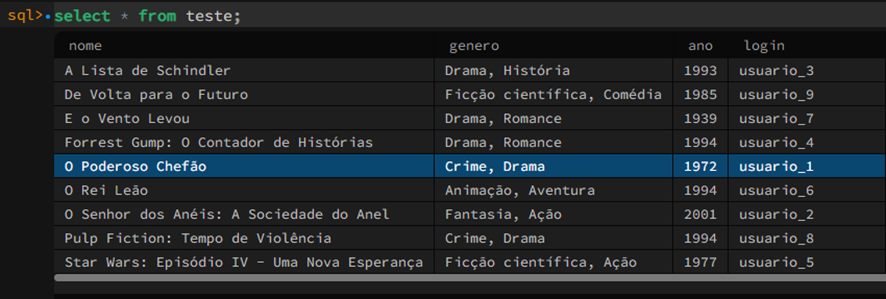 sql> select * from teste;
nome genero ano login
A Lista de Schindler Drama, História 1993 usuario_3
De Volta para o Futuro Ficção científica, Comédia 1985 usuario_9
E o Vento Levou Drama, Romance 1939 usuario_7
Forrest Gump: O Contador de Histórias Drama, Romance 1994 usuario_4
O Poderoso Chefão Crime, Drama 1972 usuario_1
O Rei Leão Animação, Aventura 1994 usuario_6
O Senhor dos Anéis: A Sociedade do Anel Fantasia, Ação 2001 usuario_2
Pulp Fiction: Tempo de Violência Crime, Drama 1994 usuario_8
Star Wars: Episódio IV - Uma Nova Esperança Ficção científica, Ação 1977 usuario_5